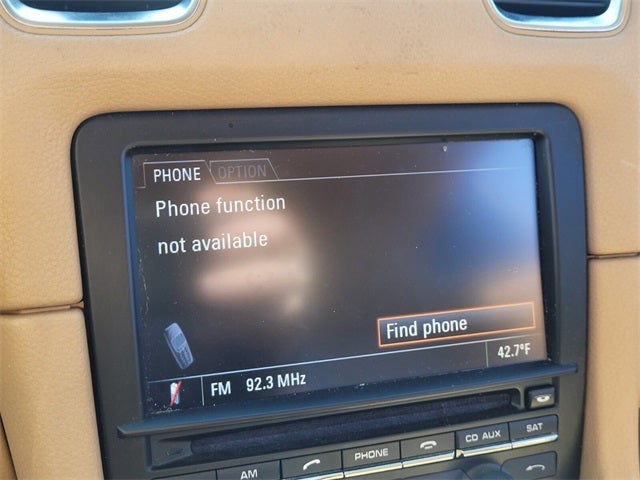 PHONE OPTION
Phone function
not available
Find phone
FM 92.3 MHz 42.7°F
AM PHONE CD AUX SAT